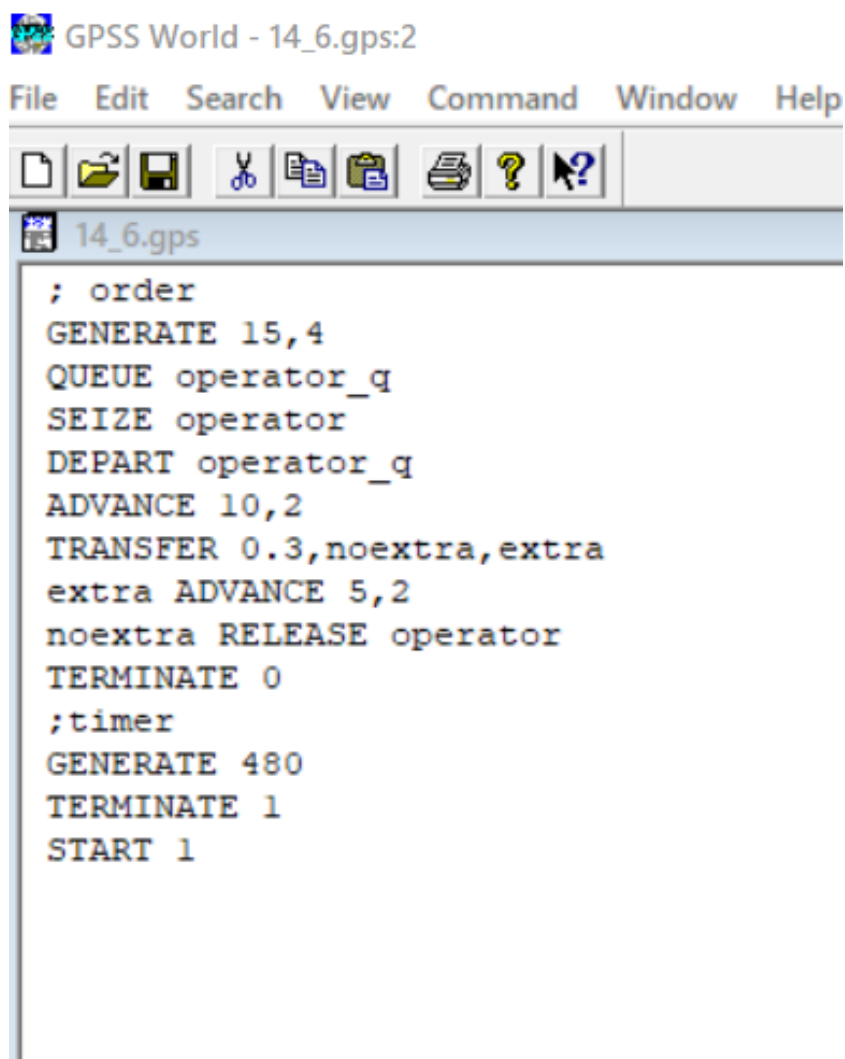 GPSS World - 14_6.gps:2
File Edit Search View Command Window Help
14_6.gps
; order
GENERATE 15,4
QUEUE operator_q
SEIZE operator
DEPART operator_q
ADVANCE 10,2
TRANSFER 0.3,noextra,extra
extra ADVANCE 5,2
noextra RELEASE operator
TERMINATE 0
;timer
GENERATE 480
TERMINATE 1
START 1